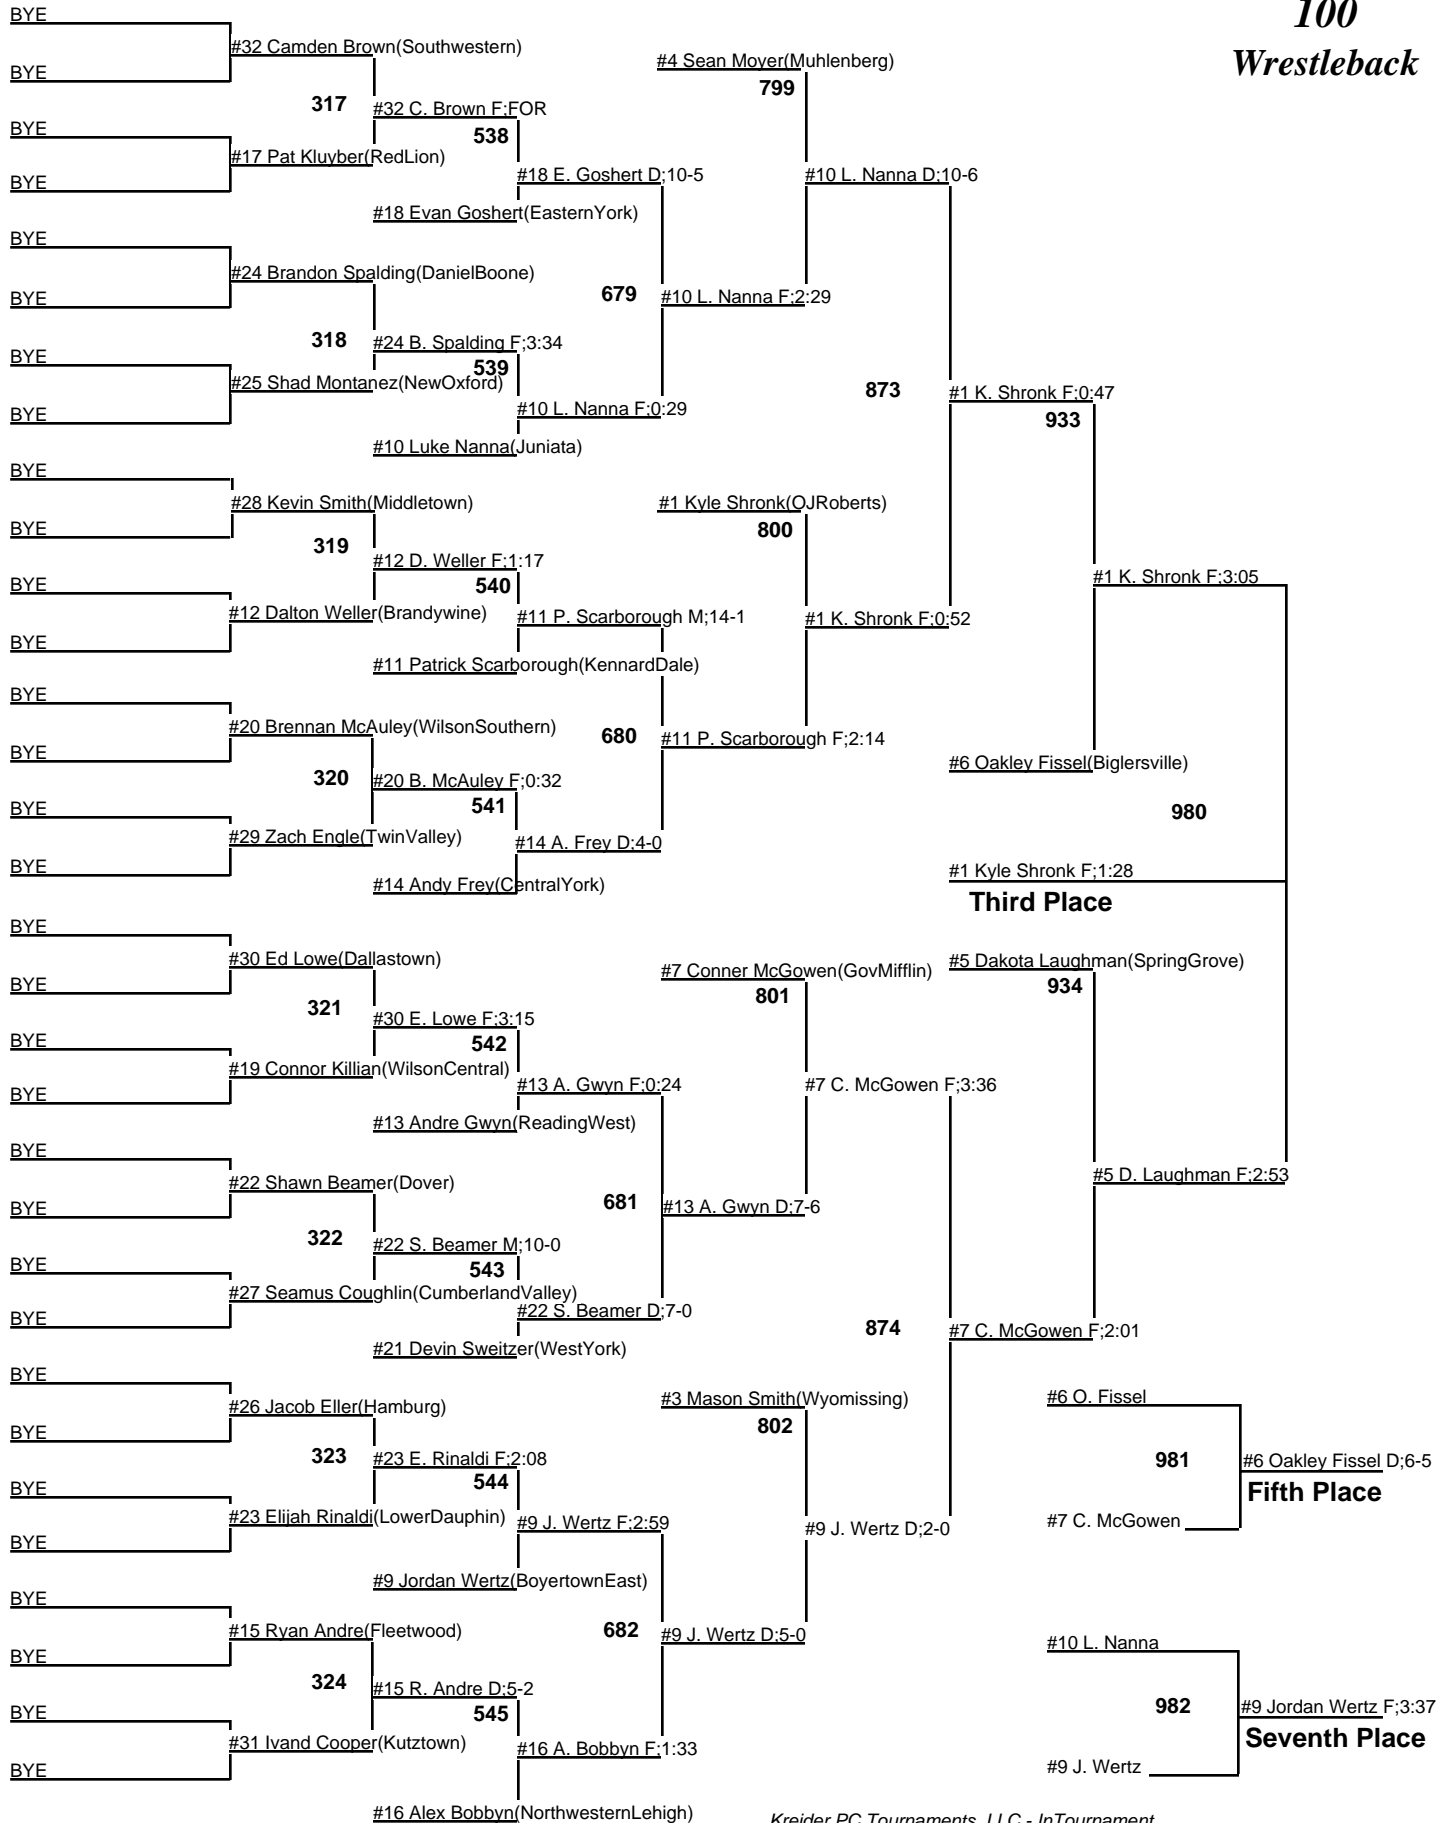 100
Wrestleback
BYE
#32 Camden Brown(Southwestern)
#4 Sean Moyer(Muhlenberg)
BYE
799
317
#32 C. Brown F;FOR
BYE
538
#17 Pat Kluyber(RedLion)
#18 E. Goshert D;10-5
#10 L. Nanna D;10-6
BYE
#18 Evan Goshert(EasternYork)
BYE
#24 Brandon Spalding(DanielBoone)
BYE
679
#10 L. Nanna F;2:29
318
#24 B. Spalding F;3:34
BYE
539
#25 Shad Montanez(NewOxford)
873
#1 K. Shronk F;0:47
BYE
#10 L. Nanna F;0:29
933
#10 Luke Nanna(Juniata)
BYE
#28 Kevin Smith(Middletown)
#1 Kyle Shronk(OJRoberts)
BYE
800
319
#12 D. Weller F;1:17
BYE
540
#1 K. Shronk F;3:05
#12 Dalton Weller(Brandywine)
#11 P. Scarborough M;14-1
#1 K. Shronk F;0:52
BYE
#11 Patrick Scarborough(KennardDale)
BYE
#20 Brennan McAuley(WilsonSouthern)
680
#11 P. Scarborough F;2:14
BYE
#6 Oakley Fissel(Biglersville)
320
#20 B. McAuley F;0:32
BYE
541
980
#29 Zach Engle(TwinValley)
#14 A. Frey D;4-0
BYE
#14 Andy Frey(CentralYork)
#1 Kyle Shronk F;1:28
Third Place
BYE
#30 Ed Lowe(Dallastown)
#7 Conner McGowen(GovMifflin)
#5 Dakota Laughman(SpringGrove)
BYE
801
934
321
#30 E. Lowe F;3:15
BYE
542
#19 Connor Killian(WilsonCentral)
#13 A. Gwyn F;0:24
#7 C. McGowen F;3:36
BYE
#13 Andre Gwyn(ReadingWest)
BYE
#22 Shawn Beamer(Dover)
#5 D. Laughman F;2:53
BYE
681
#13 A. Gwyn D;7-6
322
#22 S. Beamer M;10-0
BYE
543
#27 Seamus Coughlin(CumberlandValley)
BYE
#22 S. Beamer D;7-0
874
#7 C. McGowen F;2:01
#21 Devin Sweitzer(WestYork)
BYE
#26 Jacob Eller(Hamburg)
#3 Mason Smith(Wyomissing)
#6 O. Fissel
BYE
802
323
#23 E. Rinaldi F;2:08
981
#6 Oakley Fissel D;6-5
BYE
544
Fifth Place
#23 Elijah Rinaldi(LowerDauphin)
#9 J. Wertz F;2:59
#9 J. Wertz D;2-0
#7 C. McGowen
BYE
#9 Jordan Wertz(BoyertownEast)
BYE
#15 Ryan Andre(Fleetwood)
682
#9 J. Wertz D;5-0
#10 L. Nanna
BYE
324
#15 R. Andre D;5-2
BYE
545
982
#9 Jordan Wertz F;3:37
#31 Ivand Cooper(Kutztown)
#16 A. Bobbyn F;1:33
Seventh Place
BYE
#9 J. Wertz
#16 Alex Bobbyn(NorthwesternLehigh)
Kreider PC Tournaments, LLC - InTournament